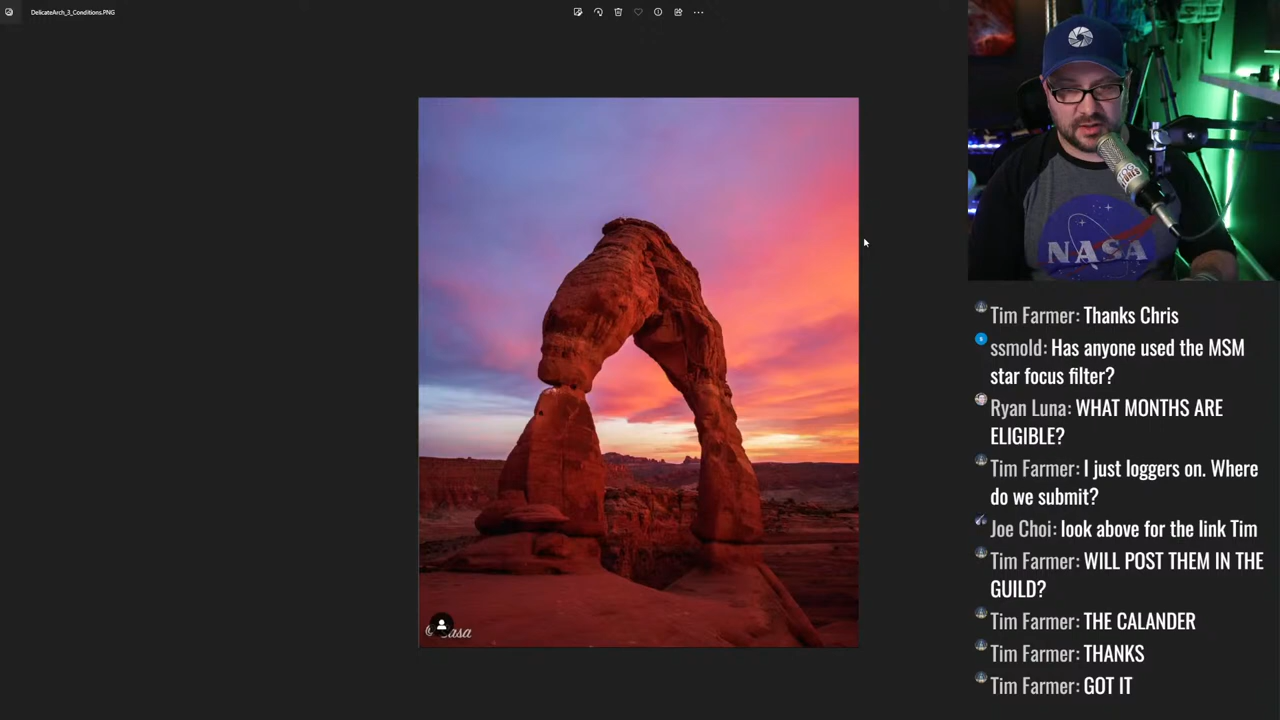 DelicateArch_3_Conditions.PNG
NASA
Tim Farmer: Thanks Chris
ssmold: Has anyone used the MSM
star focus filter?
Ryan Luna: WHAT MONTHS ARE
ELIGIBLE?
Tim Farmer: I just loggers on. Where
do we submit?
Joe Choi: look above for the link Tim
Tim Farmer: WILL POST THEM IN THE
GUILD?
Tim Farmer: THE CALANDER
Tim Farmer: THANKS
Tim Farmer: GOT IT